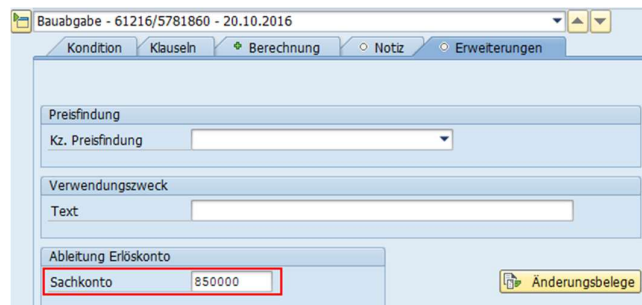 Bauabgabe - 61216/5781860 - 20.10.2016
Kondition Klauseln Berechnung Notiz Erweiterungen
Preisfindung
Kz. Preisfindung
Verwendungszweck
Text
Ableitung Erlöskonto
Sachkonto 850000 Änderungsbelege